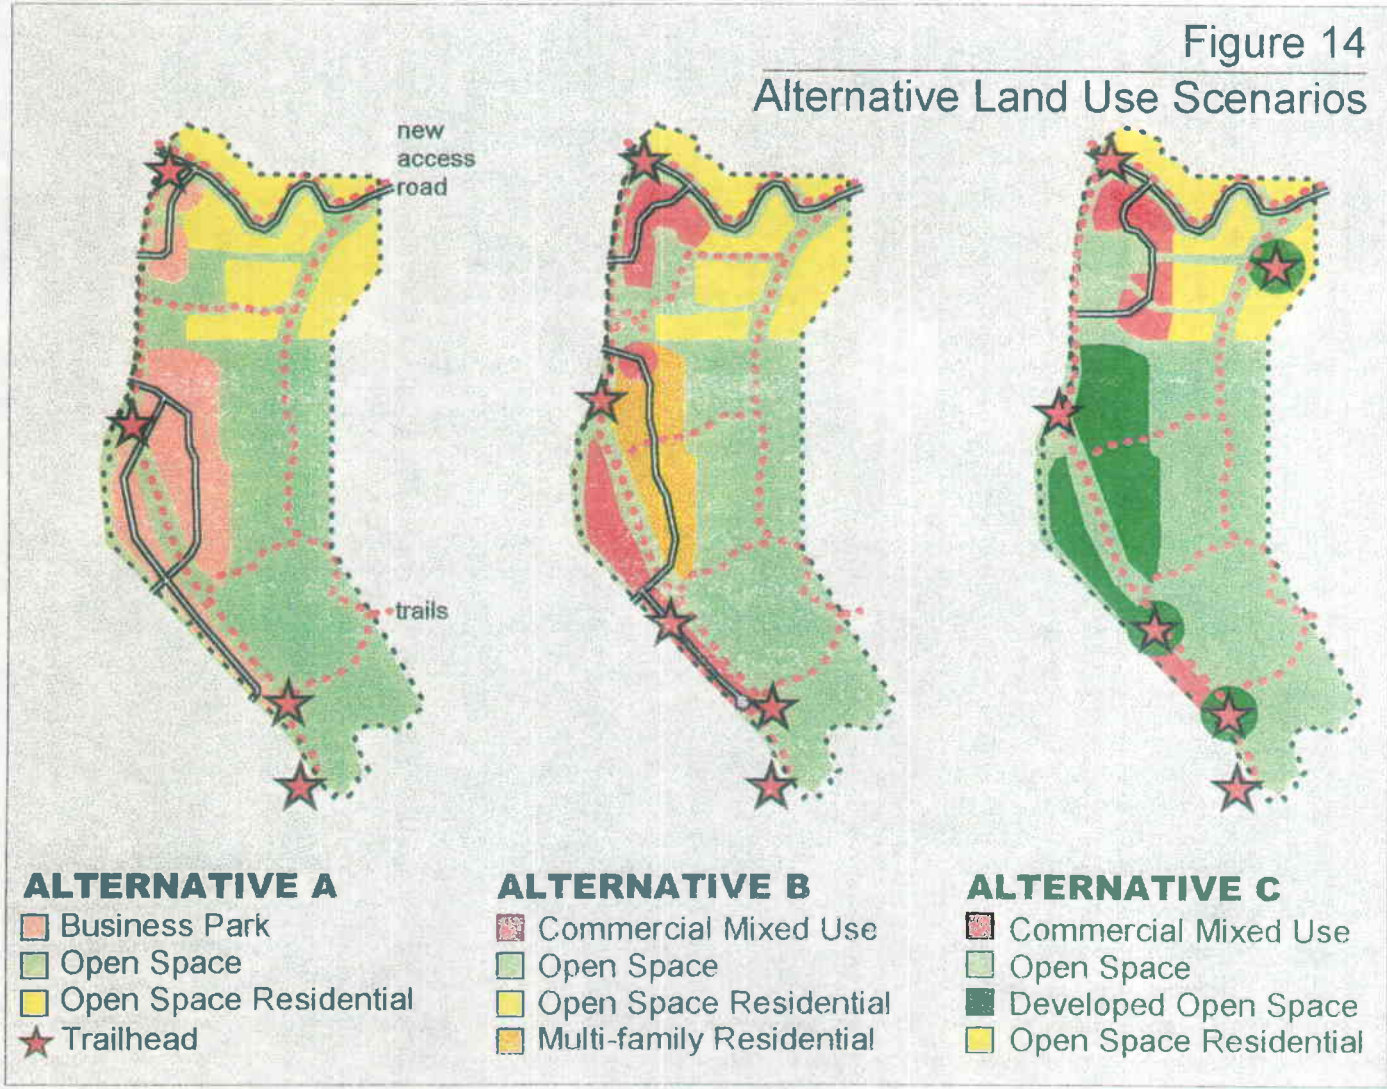 Figure 14
Alternative Land Use Scenarios
new
access
road
trails
ALTERNATIVE A
Business Park
Open Space
Open Space Residential
Trailhead
ALTERNATIVE B
Commercial Mixed Use
Open Space
Open Space Residential
Multi-family Residential
ALTERNATIVE C
Commercial Mixed Use
Open Space
Developed Open Space
Open Space Residential